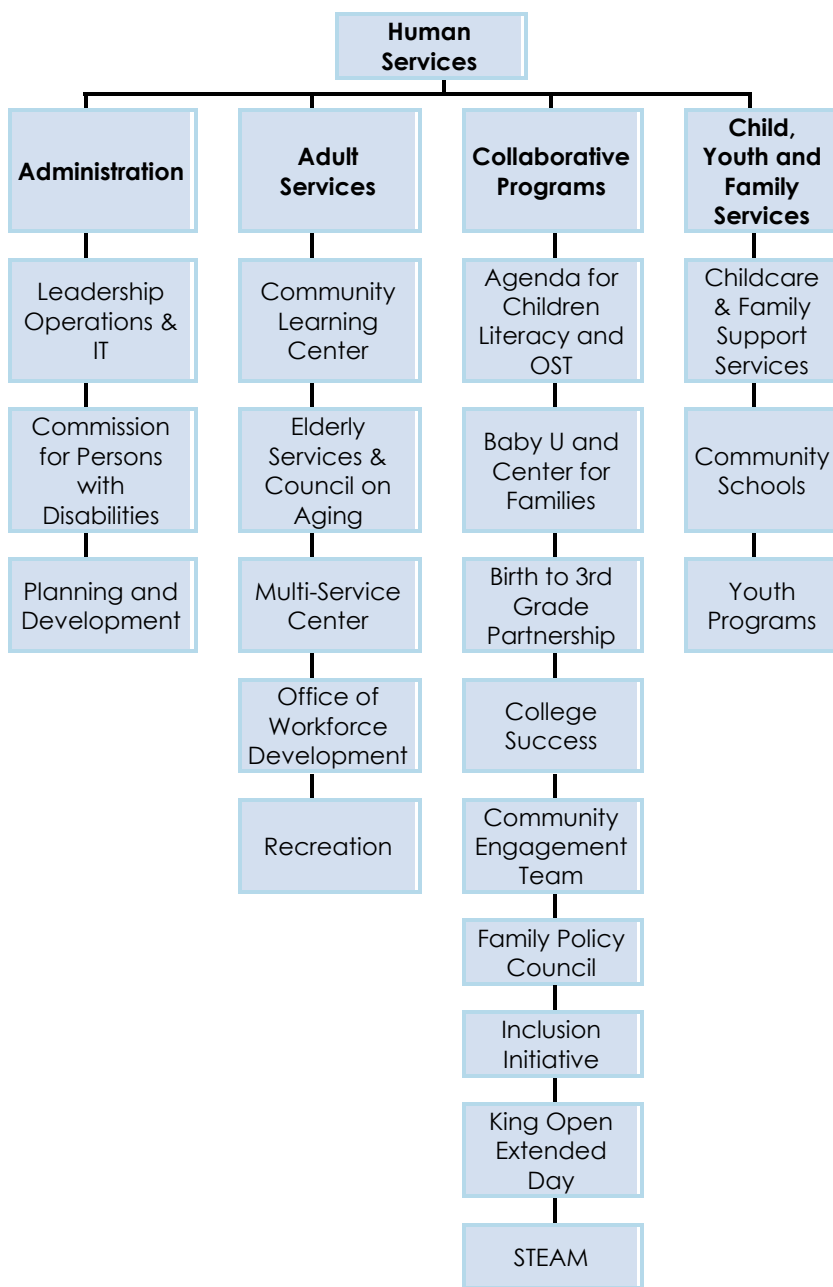 Human
Services
Administration
Adult
Services
Collaborative
Programs
Child,
Youth and
Family
Services
Leadership
Operations &
IT
Commission
for Persons
with
Disabilities
Planning and
Development
Community
Learning
Center
Elderly
Services &
Council on
Aging
Multi-Service
Center
Office of
Workforce
Development
Recreation
Agenda for
Children
Literacy and
OST
Baby U and
Center for
Families
Birth to 3rd
Grade
Partnership
College
Success
Community
Engagement
Team
Family Policy
Council
Inclusion
Initiative
King Open
Extended
Day
STEAM
Childcare
& Family
Support
Services
Community
Schools
Youth
Programs